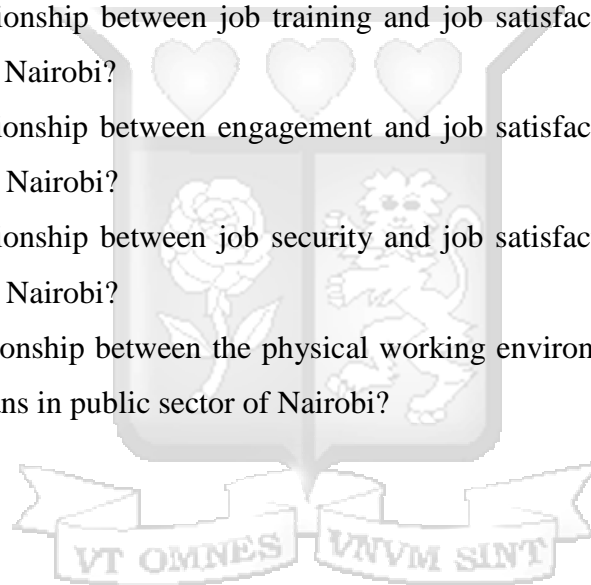 ionship between job training and job satisfac
Nairobi?
ionship between engagement and job satisfac
Nairobi?
ionship between job security and job satisfac
Nairobi?
onship between the physical working environ
ans in public sector of Nairobi?
VT OMNES VNVM SINT